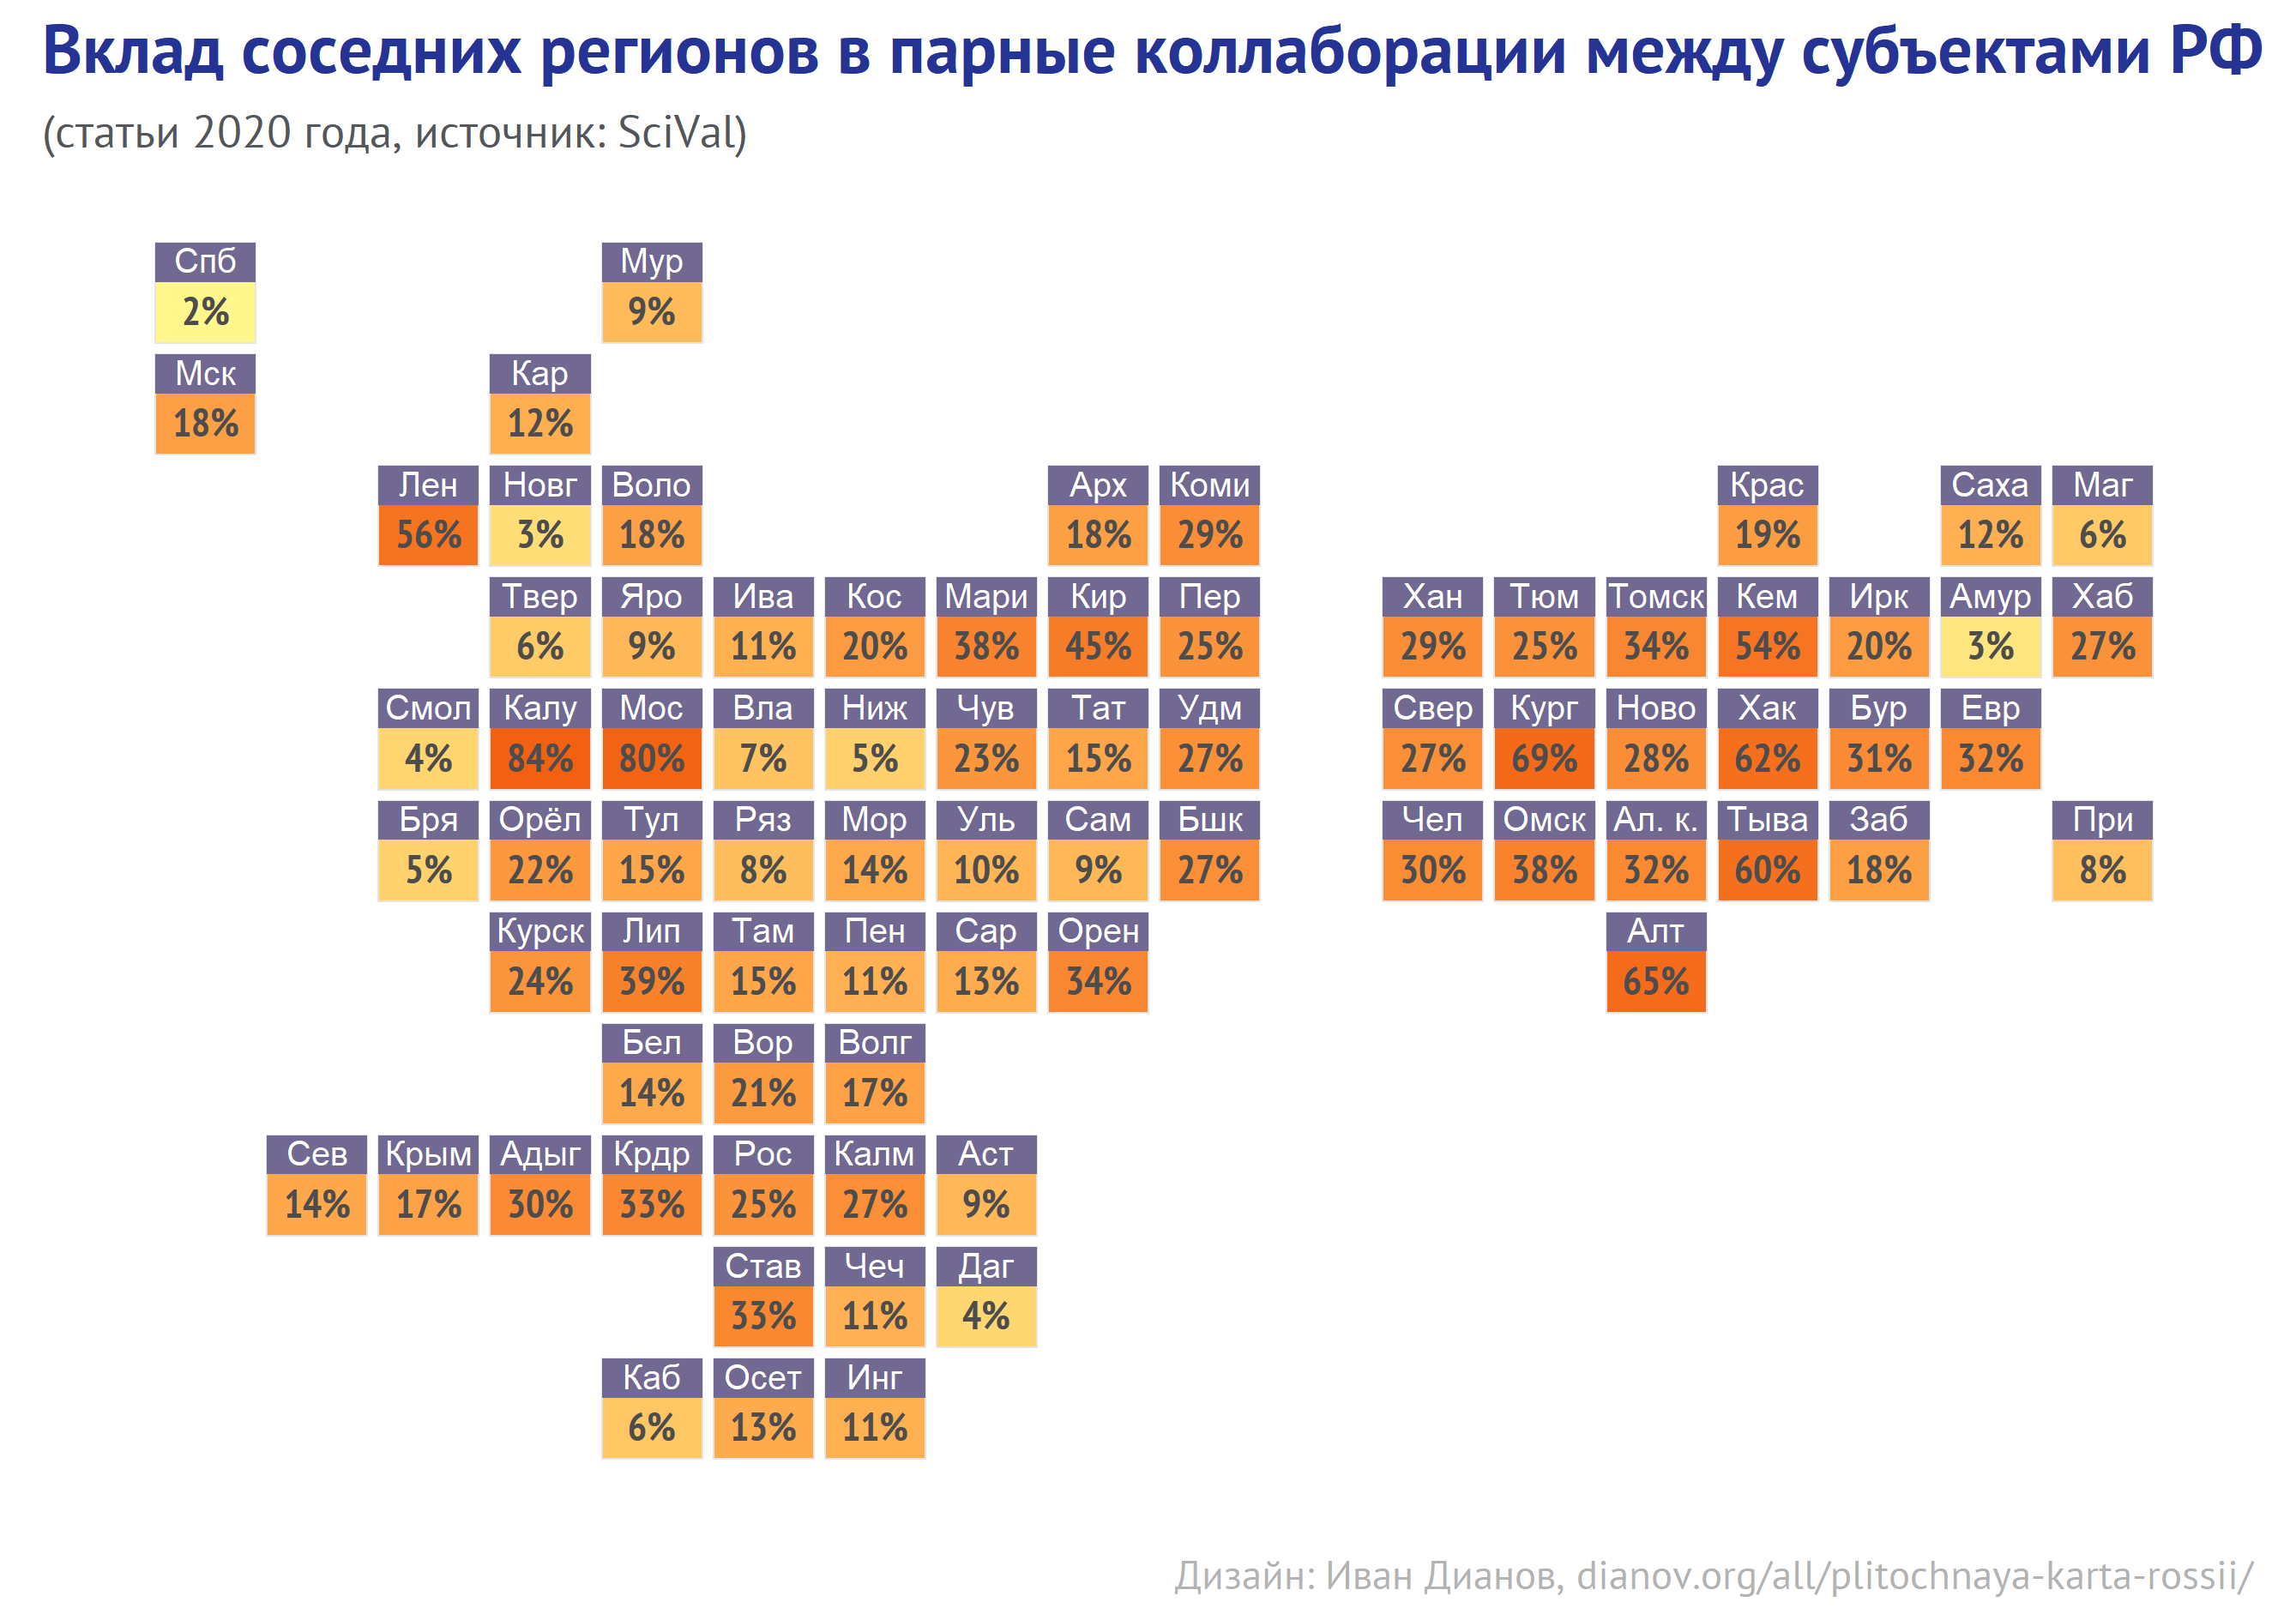 Вклад соседних регионов в парные коллаборации между субъектами РФ
(статьи 2020 года, источник: SciVal)
Спб Мур
2% 9%
Мск Кар
18% 12%
Лен Новг Воло Арх Коми Крас Саха Маг
56% 3% 18% 18% 29% 19% 12% 6%
Твер Яро Ива Кос Мари Кир Пер Хан Тюм Томск Кем Ирк Амур Хаб
6% 9% 11% 20% 38% 45% 25% 29% 25% 34% 54% 20% 3% 27%
Смол Калу Мос Вла Ниж Чув Тат Удм Свер Кург Ново Хак Бур Евр
4% 84% 80% 7% 5% 23% 15% 27% 27% 69% 28% 62% 31% 32%
Бря Орёл Тул Ряз Мор Уль Сам Бшк Чел Омск Ал. к. Тыва Заб При
5% 22% 15% 8% 14% 10% 9% 27% 30% 38% 32% 60% 18% 8%
Курск Лип Там Пен Сар Орен Алт
24% 39% 15% 11% 13% 34% 65%
Бел Вор Волг
14% 21% 17%
Сев Крым Адыг Крдр Рос Калм Аст
14% 17% 30% 33% 25% 27% 9%
Став Чеч Даг
33% 11% 4%
Каб Осет Инг
6% 13% 11%
Дизайн: Иван Дианов, dianov.org/all/plitochnaya-karta-rossii/